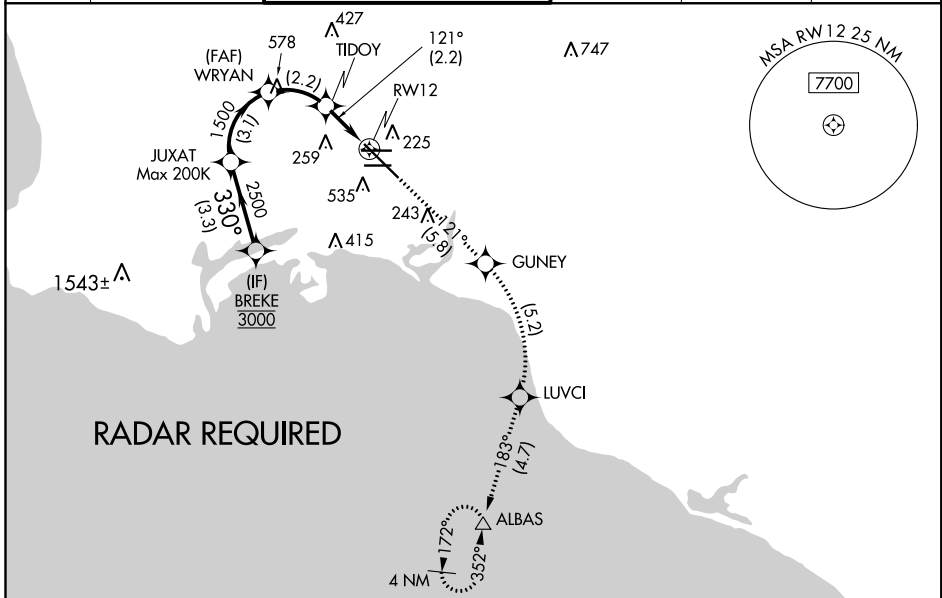 427
578
TIDOY
121°
(2.2)
747
MSA RW12 25 NM
7700
(FAF)
WRYAN
(2.2)
RW12
1500
(3.1)
225
259
JUXAT
Max 200K
535
330°
(3.3)
2500
243
121°
(5.8)
415
GUNEY
1543±
(IF)
BREKE
3000
(5.2)
LUVCI
RADAR REQUIRED
183°
(4.7)
ALBAS
172°
352°
4 NM